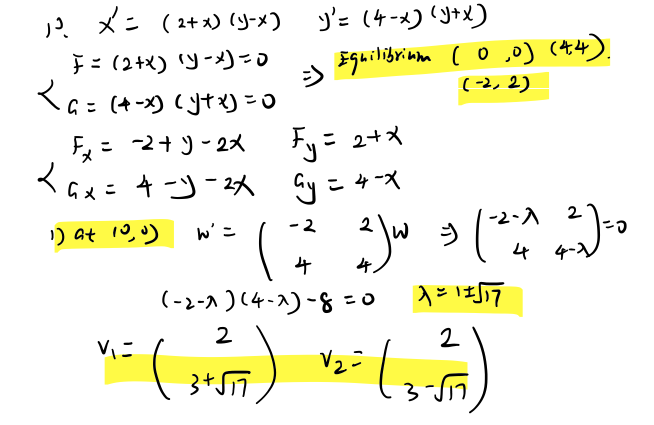 19. x' = (2+x)(y-x) y' = (4-x)(y+x)
F = (2+x)(y-x)=0 ⇒ Equilibrium (0,0) (4,4).
G = (4-x)(y+x)=0 (-2,2)
Fx = -2+y-2x Fy = 2+x
Gx = 4-y-2x Gy = 4-x
1) at (0,0) w' = (-2 2 4 4) w ⇒ (-2-λ 2 4 4-λ) = 0
(-2-λ)(4-λ)-8=0 λ = 1±√17
V₁ = (2 3+√17) V₂ = (2 3-√17)